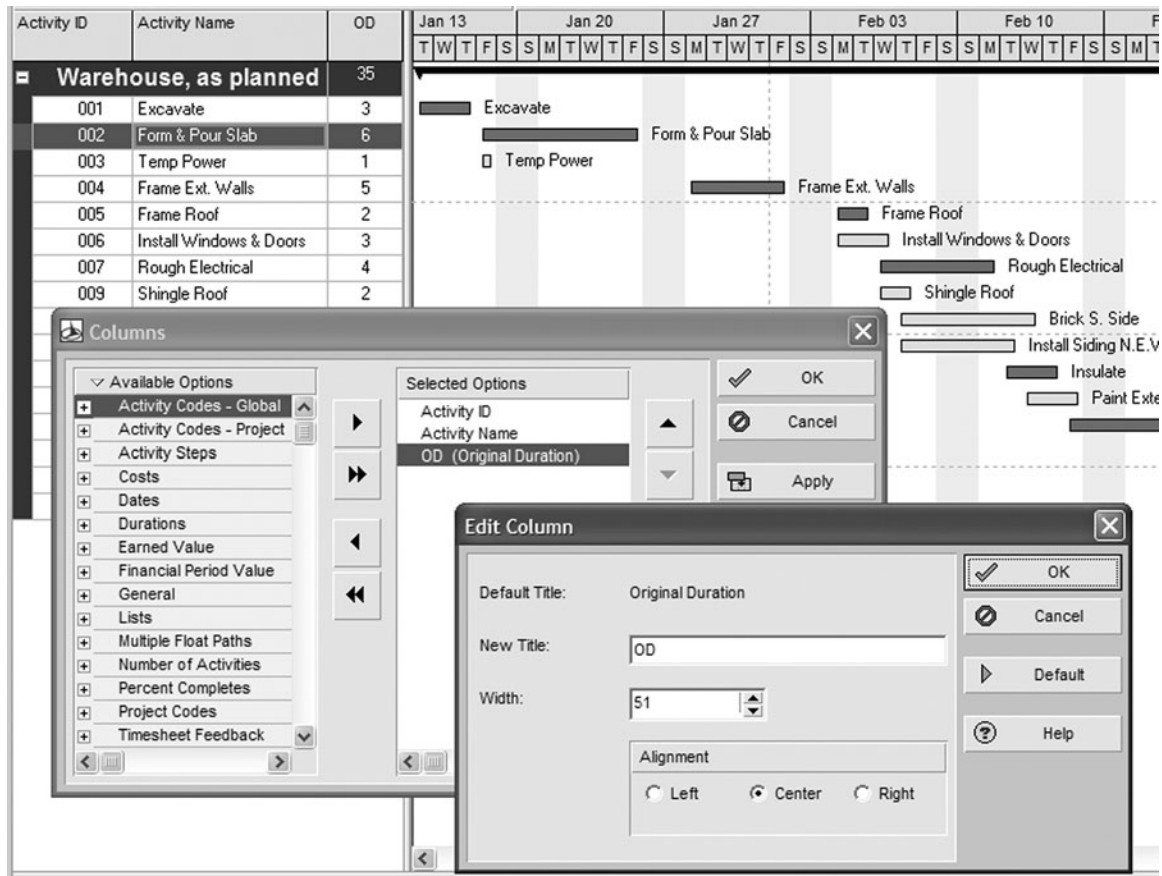 Activity ID Activity Name OD Jan 13 Jan 20 Jan 27 Feb 03 Feb 10 F
T W T F S S M T W T F S S M T W T F S S M T W T F S S M T W T F S S M T
Warehouse, as planned 35
001 Excavate 3 Excavate
002 Form & Pour Slab 6 Form & Pour Slab
003 Temp Power 1 Temp Power
004 Frame Ext. Walls 5 Frame Ext. Walls
005 Frame Roof 2 Frame Roof
006 Install Windows & Doors 3 Install Windows & Doors
007 Rough Electrical 4 Rough Electrical
009 Shingle Roof 2 Shingle Roof
Brick S. Side
Install Siding N.E.W
Insulate
Paint Exte
Columns
Available Options
Activity Codes - Global
Activity Codes - Project
Activity Steps
Costs
Dates
Durations
Earned Value
Financial Period Value
General
Lists
Multiple Float Paths
Number of Activities
Percent Completes
Project Codes
Timesheet Feedback
Selected Options
Activity ID
Activity Name
OD (Original Duration)
OK
Cancel
Apply
Edit Column
Default Title: Original Duration
New Title: OD
Width: 51
Alignment
Left Center Right
OK
Cancel
Default
Help